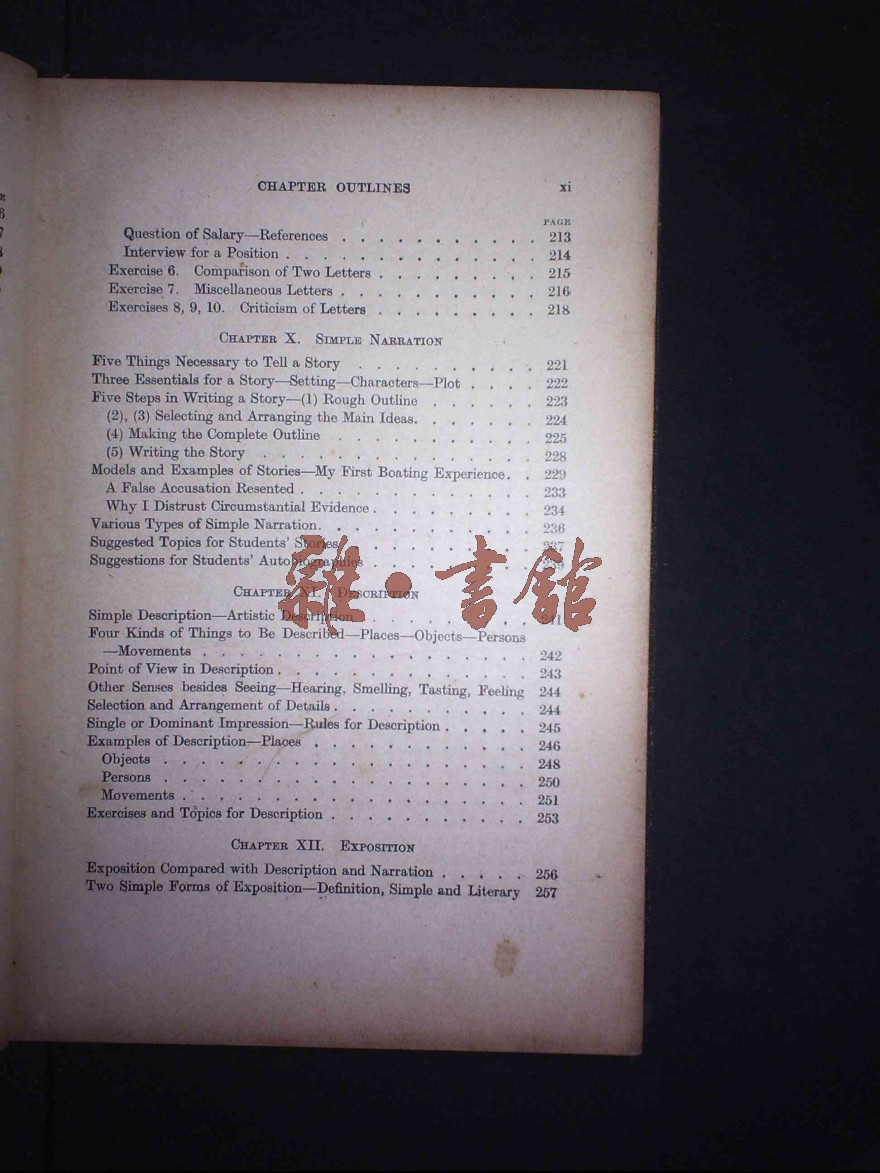 CHAPTER OUTLINES xi
PAGE
Question of Salary—References . . . . . . . . . . . 213
Interview for a Position . . . . . . . . . . . . . . 214
Exercise 6. Comparison of Two Letters . . . . . . . . . 215
Exercise 7. Miscellaneous Letters . . . . . . . . . . . 216
Exercises 8, 9, 10. Criticism of Letters . . . . . . . . . 218
CHAPTER X. SIMPLE NARRATION
Five Things Necessary to Tell a Story . . . . . . . . . . 221
Three Essentials for a Story—Setting—Characters—Plot . . . . 222
Five Steps in Writing a Story—(1) Rough Outline . . . . . . 223
(2), (3) Selecting and Arranging the Main Ideas. . . . . . . 224
(4) Making the Complete Outline . . . . . . . . . . . 225
(5) Writing the Story . . . . . . . . . . . . . . . 228
Models and Examples of Stories—My First Boating Experience. . 229
A False Accusation Resented . . . . . . . . . . . . . 233
Why I Distrust Circumstantial Evidence . . . . . . . . . 234
Various Types of Simple Narration. . . . . . . . . . . . 236
Suggested Topics for Students' Stories . . . . . . . . . . 237
Suggestions for Students' Autobiographies . . . . . . . . .
CHAPTER XI. DESCRIPTION
Simple Description—Artistic Description . . . . . . . . . 241
Four Kinds of Things to Be Described—Places—Objects—Persons
—Movements . . . . . . . . . . . . . . . . . . 242
Point of View in Description . . . . . . . . . . . . . . 243
Other Senses besides Seeing—Hearing, Smelling, Tasting, Feeling 244
Selection and Arrangement of Details . . . . . . . . . . . 244
Single or Dominant Impression—Rules for Description . . . . . 245
Examples of Description—Places . . . . . . . . . . . . 246
Objects . . . . . . . . . . . . . . . . . . . . 248
Persons . . . . . . . . . . . . . . . . . . . . 250
Movements . . . . . . . . . . . . . . . . . . . 251
Exercises and Topics for Description . . . . . . . . . . . 253
CHAPTER XII. EXPOSITION
Exposition Compared with Description and Narration . . . . . 256
Two Simple Forms of Exposition—Definition, Simple and Literary 257
雜·書館